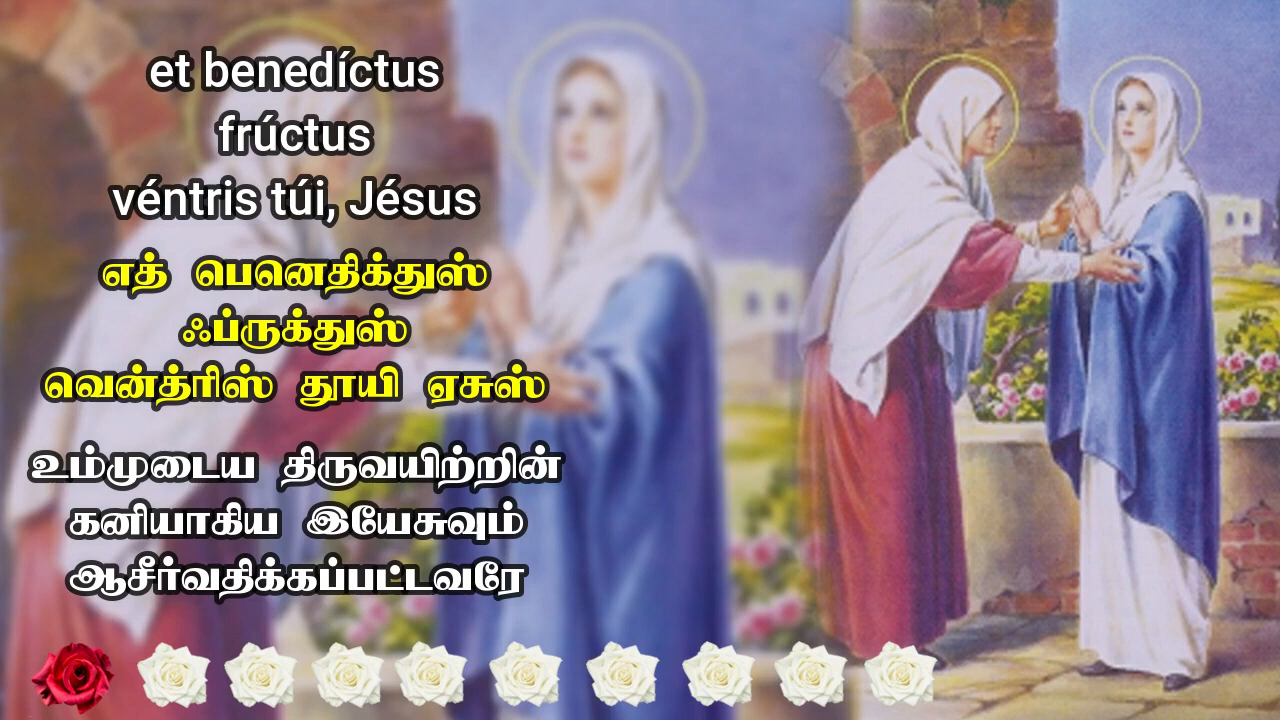 et benedíctus
frúctus
véntris túi, Jésus
எத் பெனெதிக்துஸ்
ஃப்ருக்துஸ்
வென்த்ரிஸ் தூயி ஏசுஸ்
உம்முடைய திருவயிற்றின்
கனியாகிய இயேசுவும்
ஆசீர்வதிக்கப்பட்டவரே